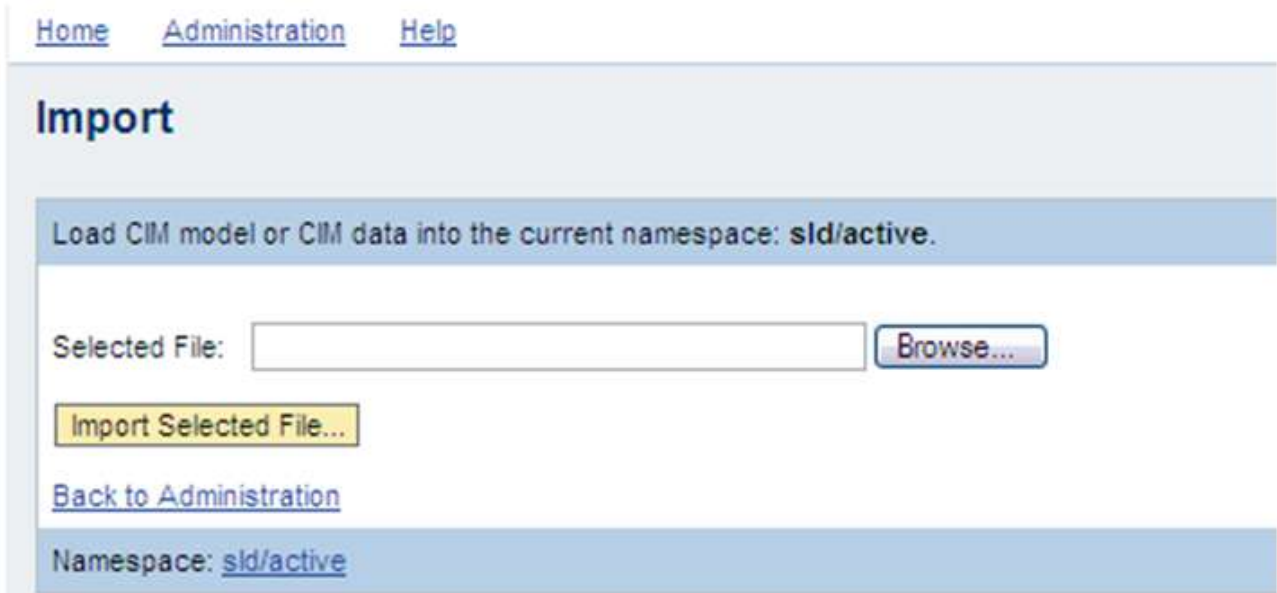 Home Administration Help
Import
Load CIM model or CIM data into the current namespace: sld/active.
Selected File: Browse...
Import Selected File...
Back to Administration
Namespace: sld/active